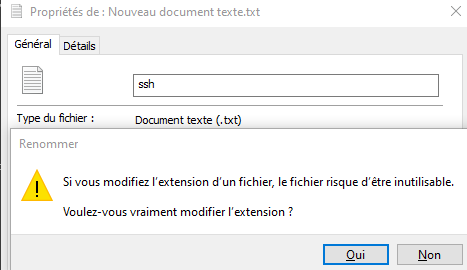 Propriétés de : Nouveau document texte.txt
Général Détails
ssh
Type du fichier : Document texte (.txt)
Renommer
Si vous modifiez l’extension d’un fichier, le fichier risque d’être inutilisable.
Voulez-vous vraiment modifier l’extension ?
Oui Non